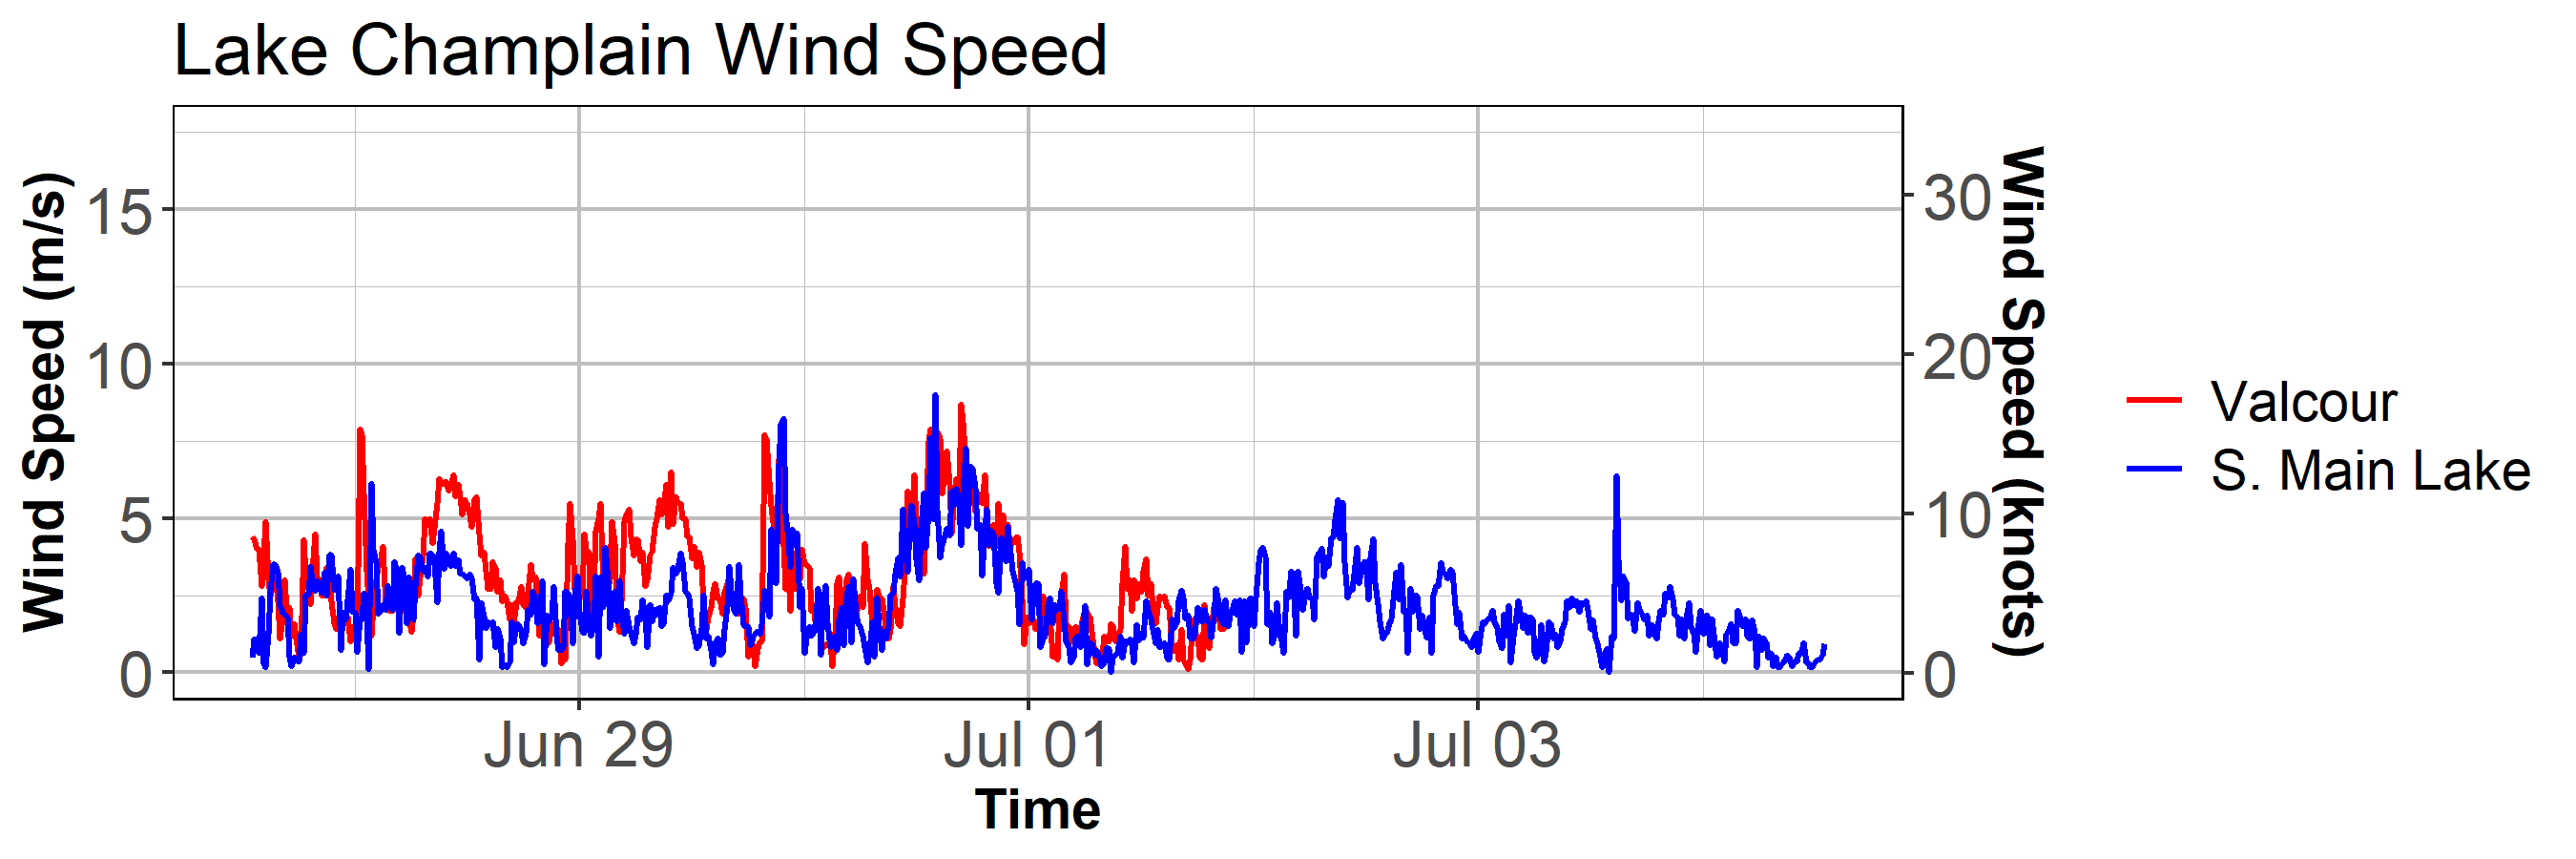 Lake Champlain Wind Speed
Wind Speed (m/s)
15
10
5
0
30
20
10
0
Wind Speed (knots)
Valcour
S. Main Lake
Jun 29
Jul 01
Jul 03
Time